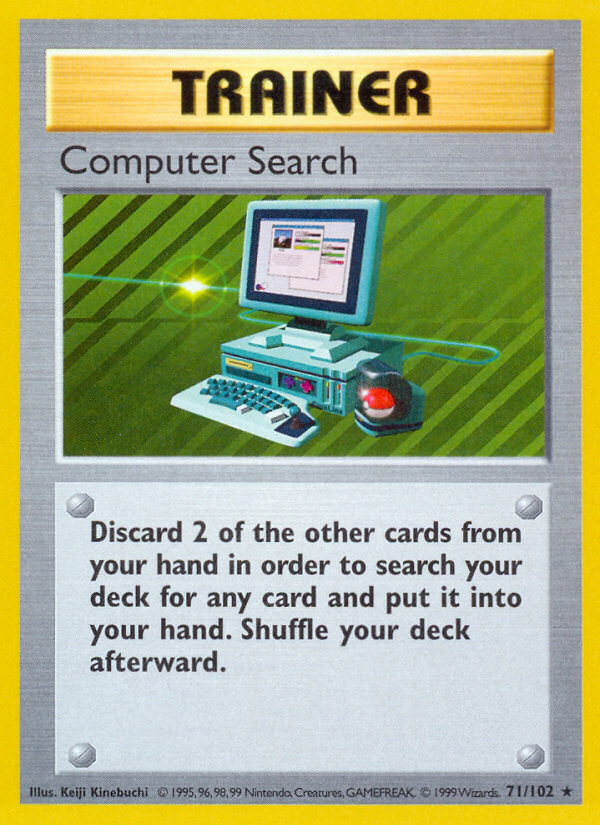 TRAINER
Computer Search
Discard 2 of the other cards from
your hand in order to search your
deck for any card and put it into
your hand. Shuffle your deck
afterward.
Illus. Keiji Kinebuchi © 1995, 96, 98, 99 Nintendo, Creatures, GAMEFREAK. © 1999 Wizards. 71/102 ★